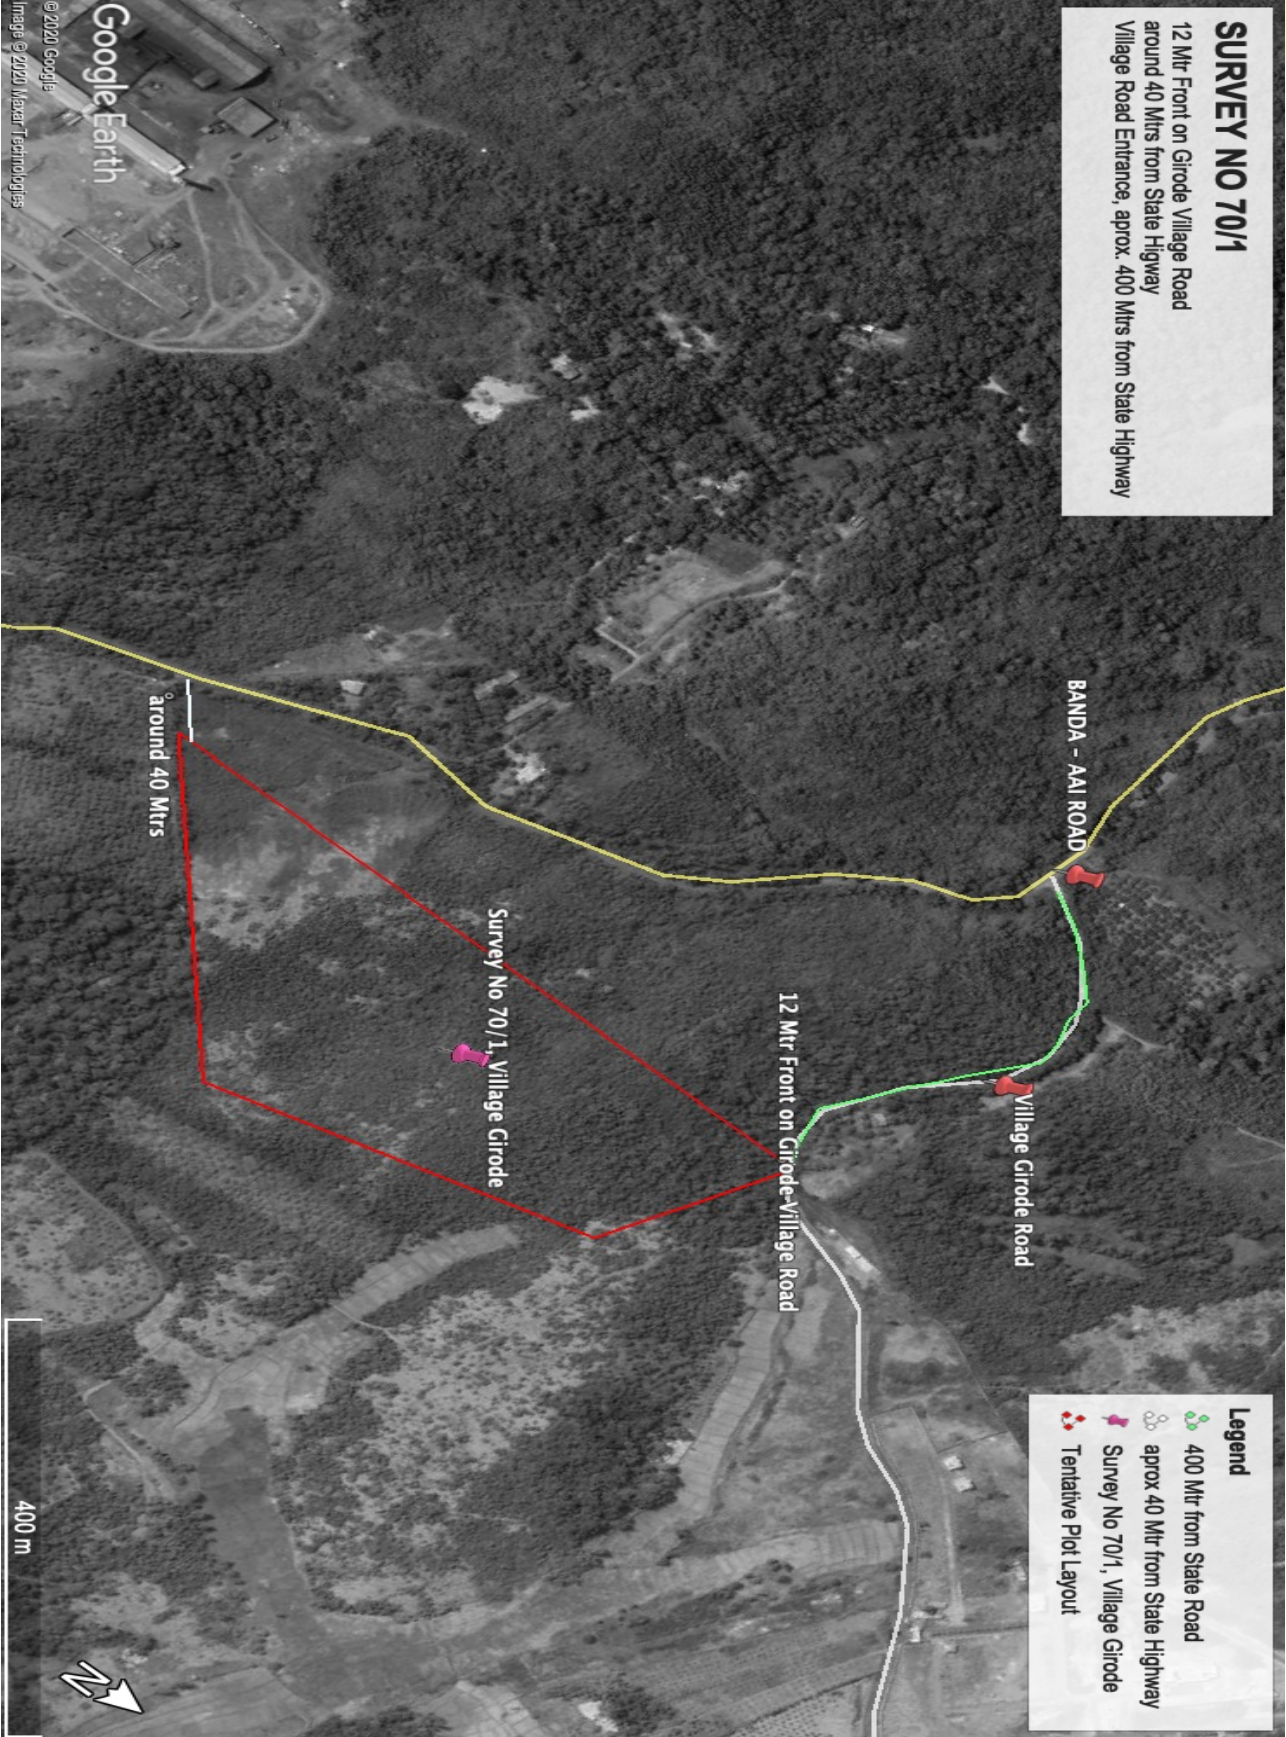 SURVEY NO 70/1
12 Mtr Front on Girode Village Road
around 40 Mtrs from State Higway
Village Road Entrance, aprox. 400 Mtrs from State Highway
Legend
400 Mtr from State Road
aprox 40 Mtr from State Highway
Survey No 70/1, Village Girode
Tentative Plot Layout
BANDA - AAI ROAD
Village Girode Road
12 Mtr Front on Girode Village Road
Survey No 70/1, Village Girode
around 40 Mtrs
Google Earth
© 2020 Google
Image © 2020 Maxar Technologies
400 m
N